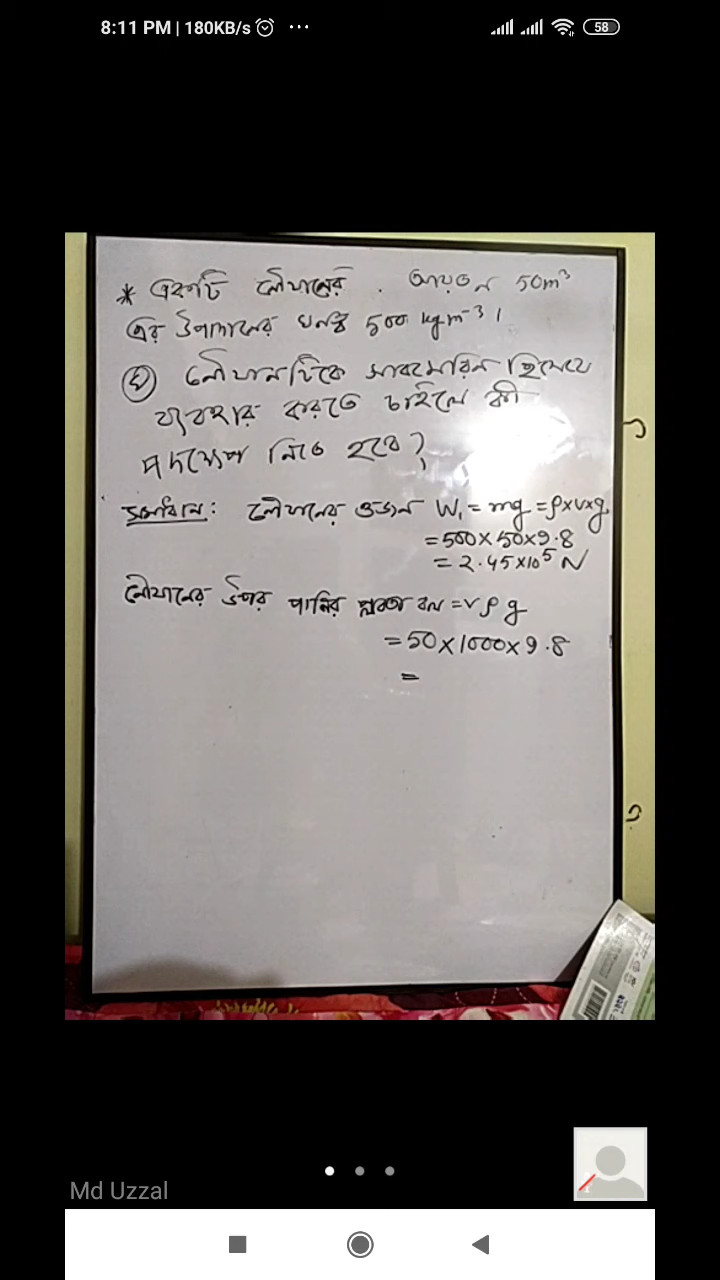 8:11 PM | 180KB/s ... 58
* একটি নৌযানের . আয়তন 50m³
এর উপাদানের ঘনত্ব 500 kgm⁻³।
(ঘ) নৌযানটিকে সাবমেরিন হিসেবে
ব্যবহার করতে চাইলে কী
পদক্ষেপ নিতে হবে?
সমাধান: নৌযানের ওজন W₁ = mg = ρ×v×g
= 500×50×9.8
= 2.45×10⁵ N
নৌযানের উপর পানির প্লবতা বল = vρg
= 50×1000×9.8
=
Md Uzzal